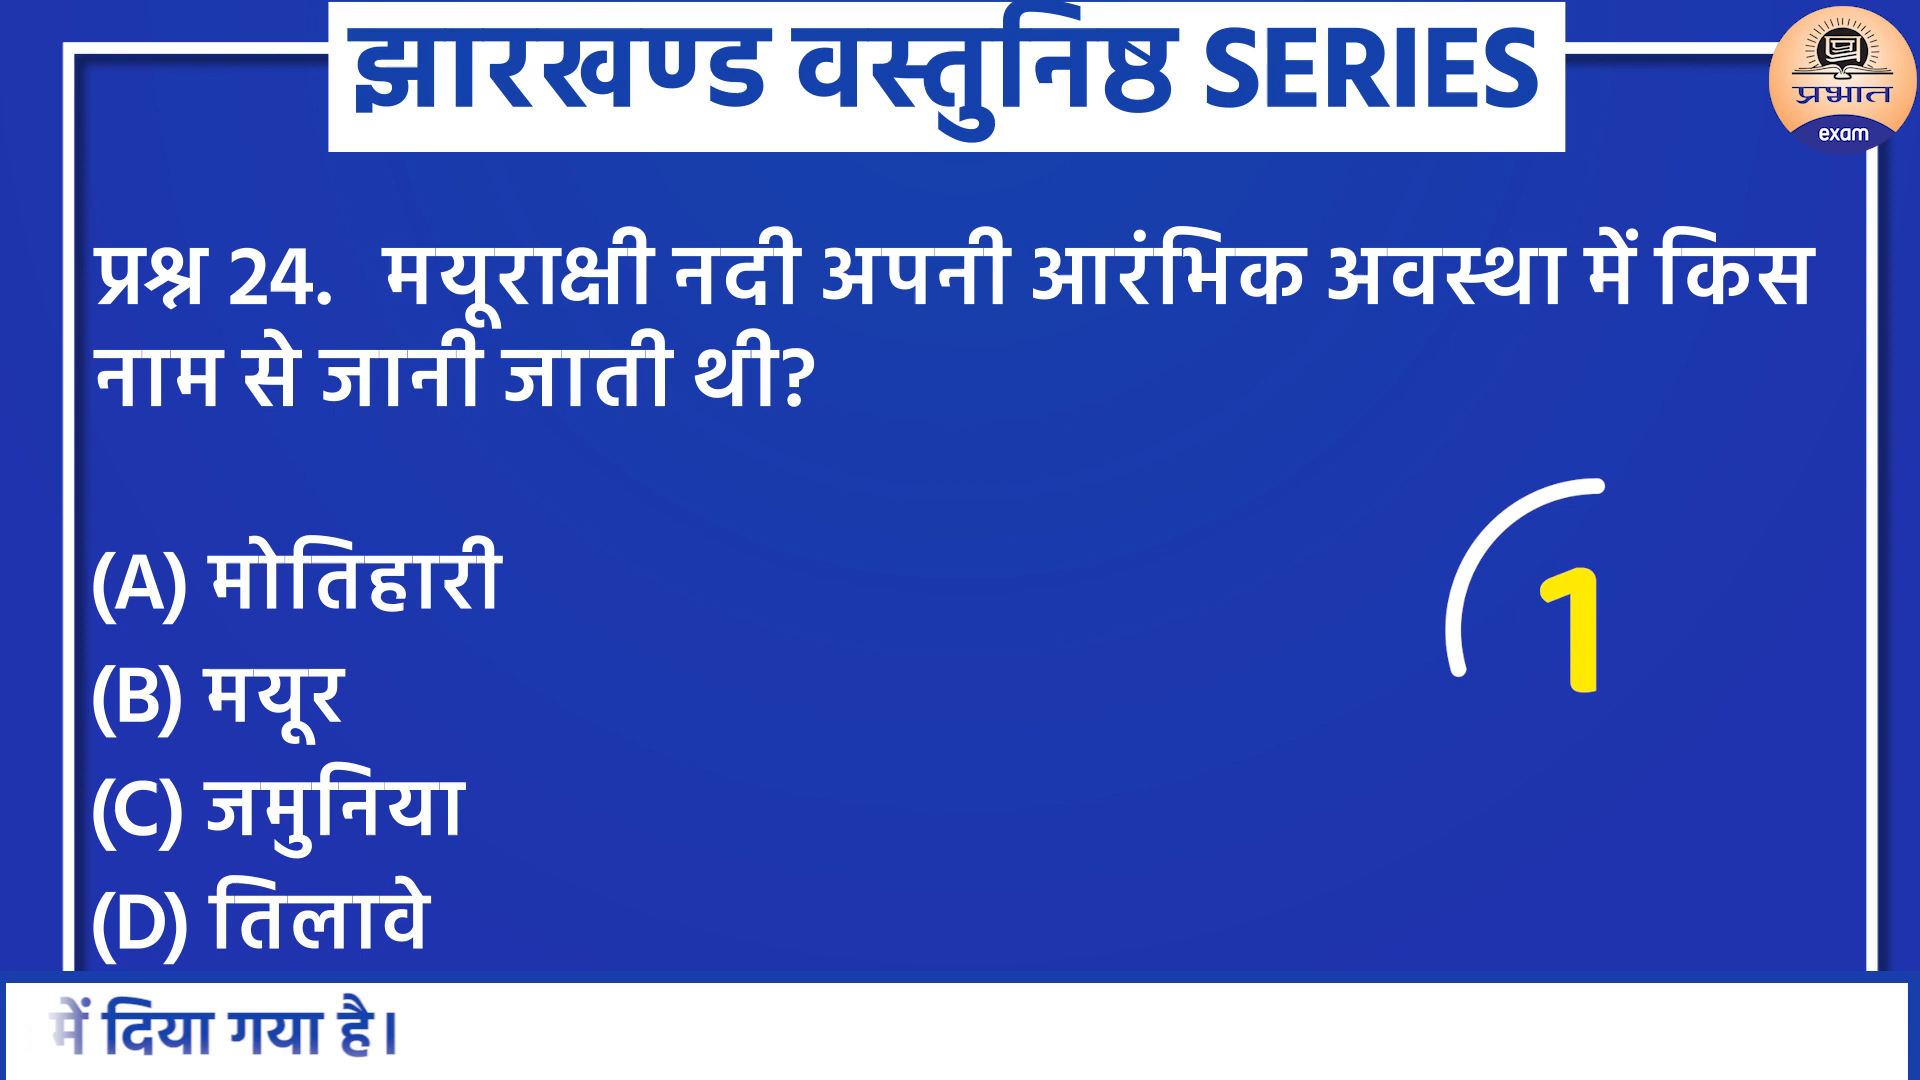 झारखण्ड वस्तुनिष्ठ SERIES
प्रभात
exam
प्रश्न 24. मयूराक्षी नदी अपनी आरंभिक अवस्था में किस
नाम से जानी जाती थी?
1
(A) मोतिहारी
(B) मयूर
(C) जमुनिया
(D) तिलावे
में दिया गया है।